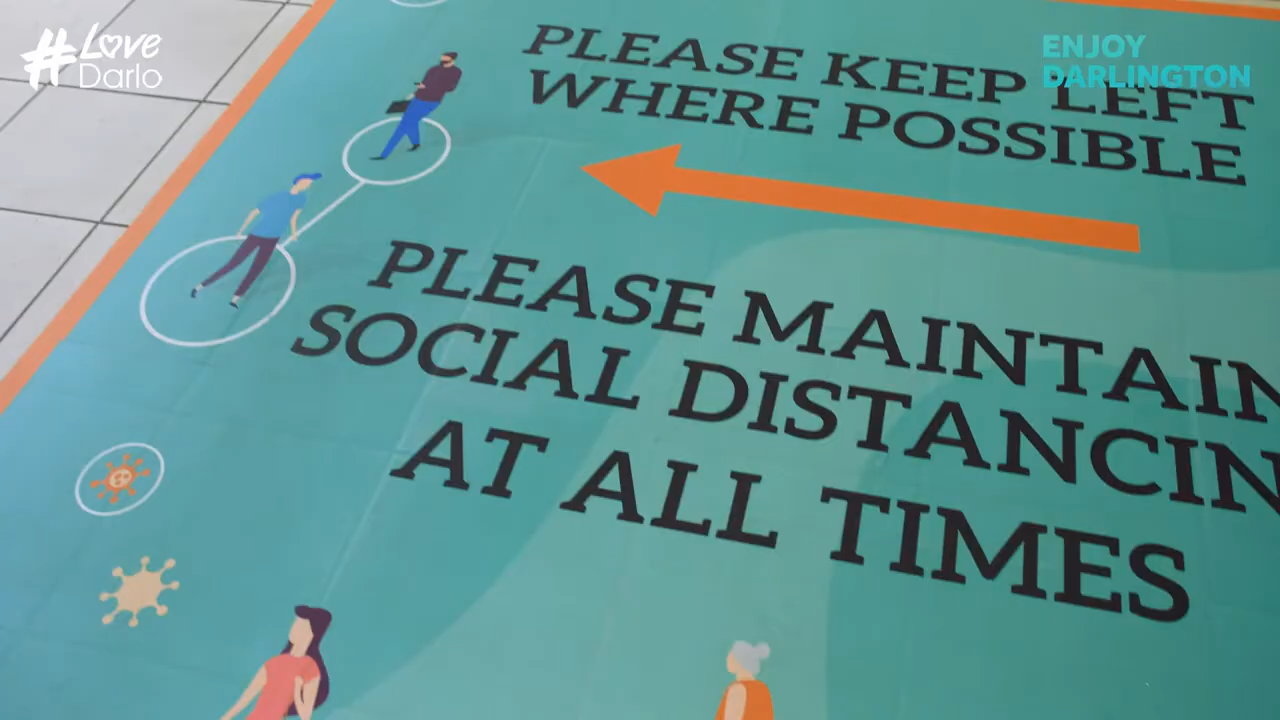 #Love
Darlo
ENJOY
DARLINGTON
PLEASE KEEP LEFT
WHERE POSSIBLE
PLEASE MAINTAIN
SOCIAL DISTANCIN
AT ALL TIMES